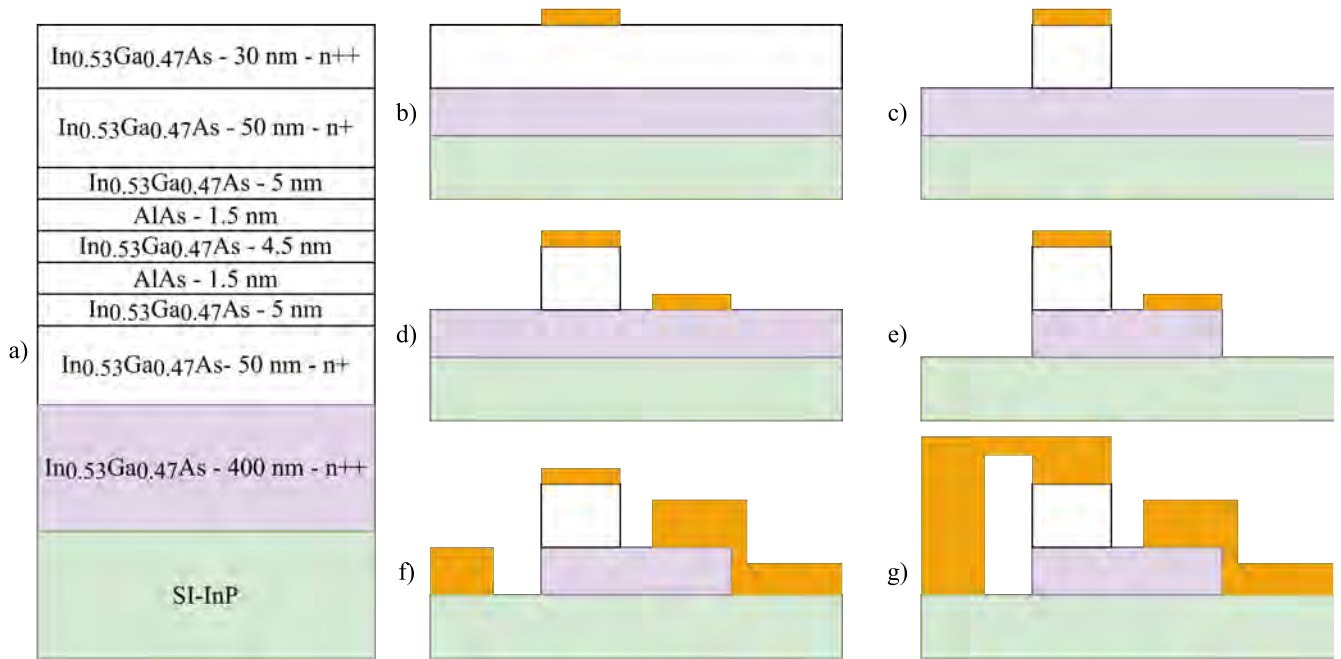 In0.53Ga0.47As - 30 nm - n++
In0.53Ga0.47As - 50 nm - n+
In0.53Ga0.47As - 5 nm
AlAs - 1.5 nm
In0.53Ga0.47As - 4.5 nm
AlAs - 1.5 nm
In0.53Ga0.47As - 5 nm
a)
In0.53Ga0.47As- 50 nm - n+
In0.53Ga0.47As - 400 nm - n++
SI-InP
b)
c)
d)
e)
f)
g)